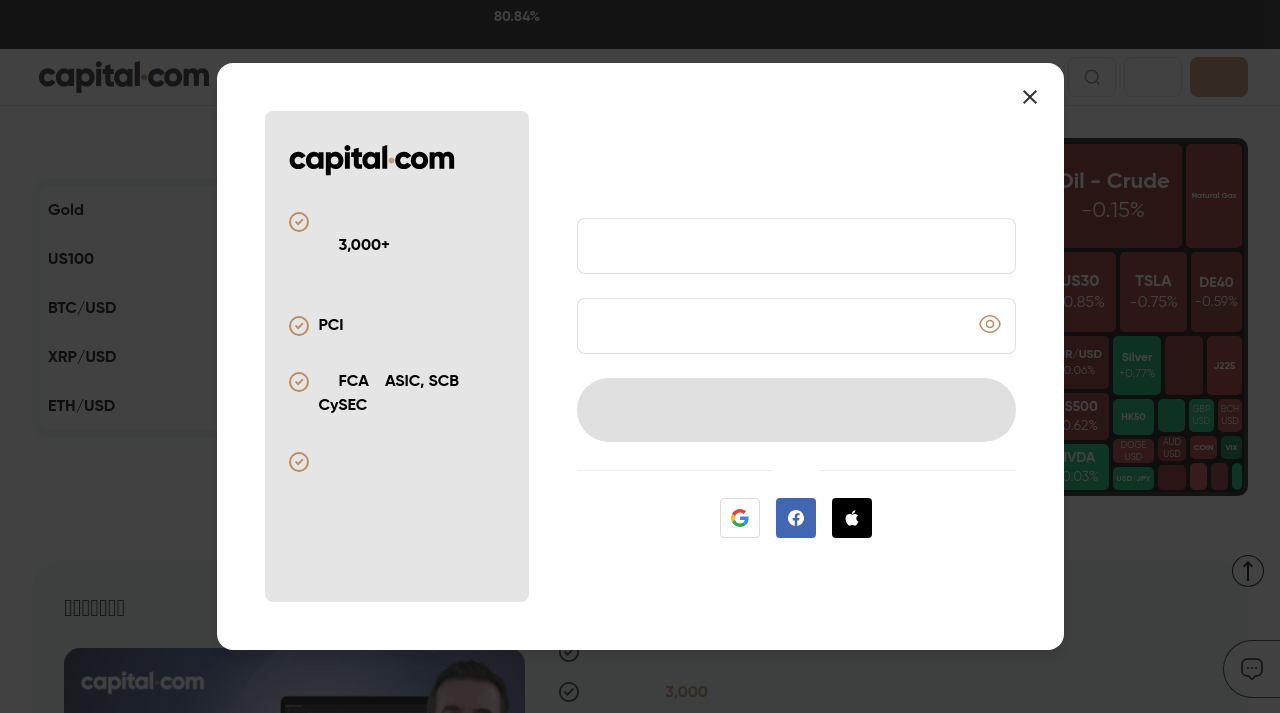 80.84%
capital.com
capital.com
3,000+
PCI
FCA ASIC, SCB
CySEC
Gold
US100
BTC/USD
XRP/USD
ETH/USD
Oil - Crude
-0.15%
Natural Gas
US30
0.85%
TSLA
-0.75%
DE40
-0.59%
R/USD
0.06%
Silver
+0.77%
J225
S500
0.62%
HK50
GBP
USD
BCH
USD
NVDA
0.03%
DOGE
USD
AUD
USD
COIN
VIX
USD/JPY
capital.com
3,000